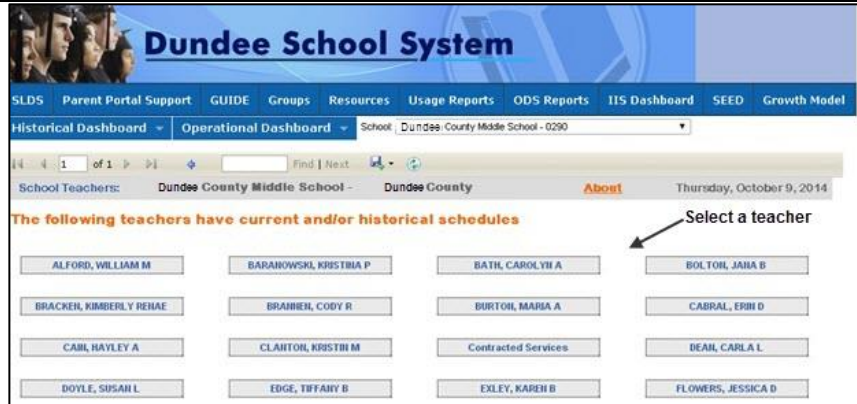 Dundee School System
SLDS Parent Portal Support GUIDE Groups Resources Usage Reports ODS Reports IIS Dashboard SEED Growth Model
Historical Dashboard Operational Dashboard School: Dundee County Middle School - 0290
1 of 1 Find | Next
School Teachers: Dundee County Middle School - Dundee County About Thursday, October 9, 2014
The following teachers have current and/or historical schedules
Select a teacher
ALFORD, WILLIAM M BARANOWSKI, KRISTINA P BATH, CAROLYN A BOLTON, JANA B
BRACKEN, KIMBERLY RENAE BRANNEN, CODY R BURTON, MARIA A CABRAL, ERIN D
CAIN, HAYLEY A CLANTON, KRISTIN M Contracted Services DEAN, CARLA L
DOYLE, SUSAN L EDGE, TIFFANY B EXLEY, KAREN B FLOWERS, JESSICA D